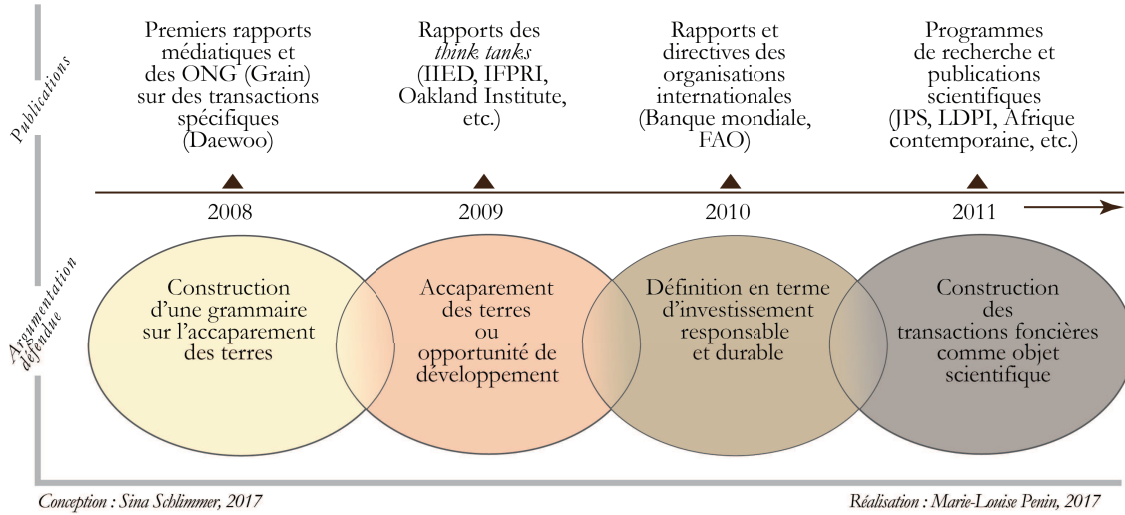 Publications
Premiers rapports
médiatiques et
des ONG (Grain)
sur des transactions
spécifiques
(Daewoo)
Rapports des
think tanks
(IIED, IFPRI,
Oakland Institute,
etc.)
Rapports et
directives des
organisations
internationales
(Banque mondiale,
FAO)
Programmes
de recherche et
publications
scientifiques
(JPS, LDPI, Afrique
contemporaine, etc.)
2008
2009
2010
2011
Argumentation
défendue
Construction
d'une grammaire
sur l'accaparement
des terres
Accaparement
des terres
ou
opportunité de
développement
Définition en terme
d'investissement
responsable
et durable
Construction
des
transactions foncières
comme objet
scientifique
Conception : Sina Schlimmer, 2017
Réalisation : Marie-Louise Penin, 2017